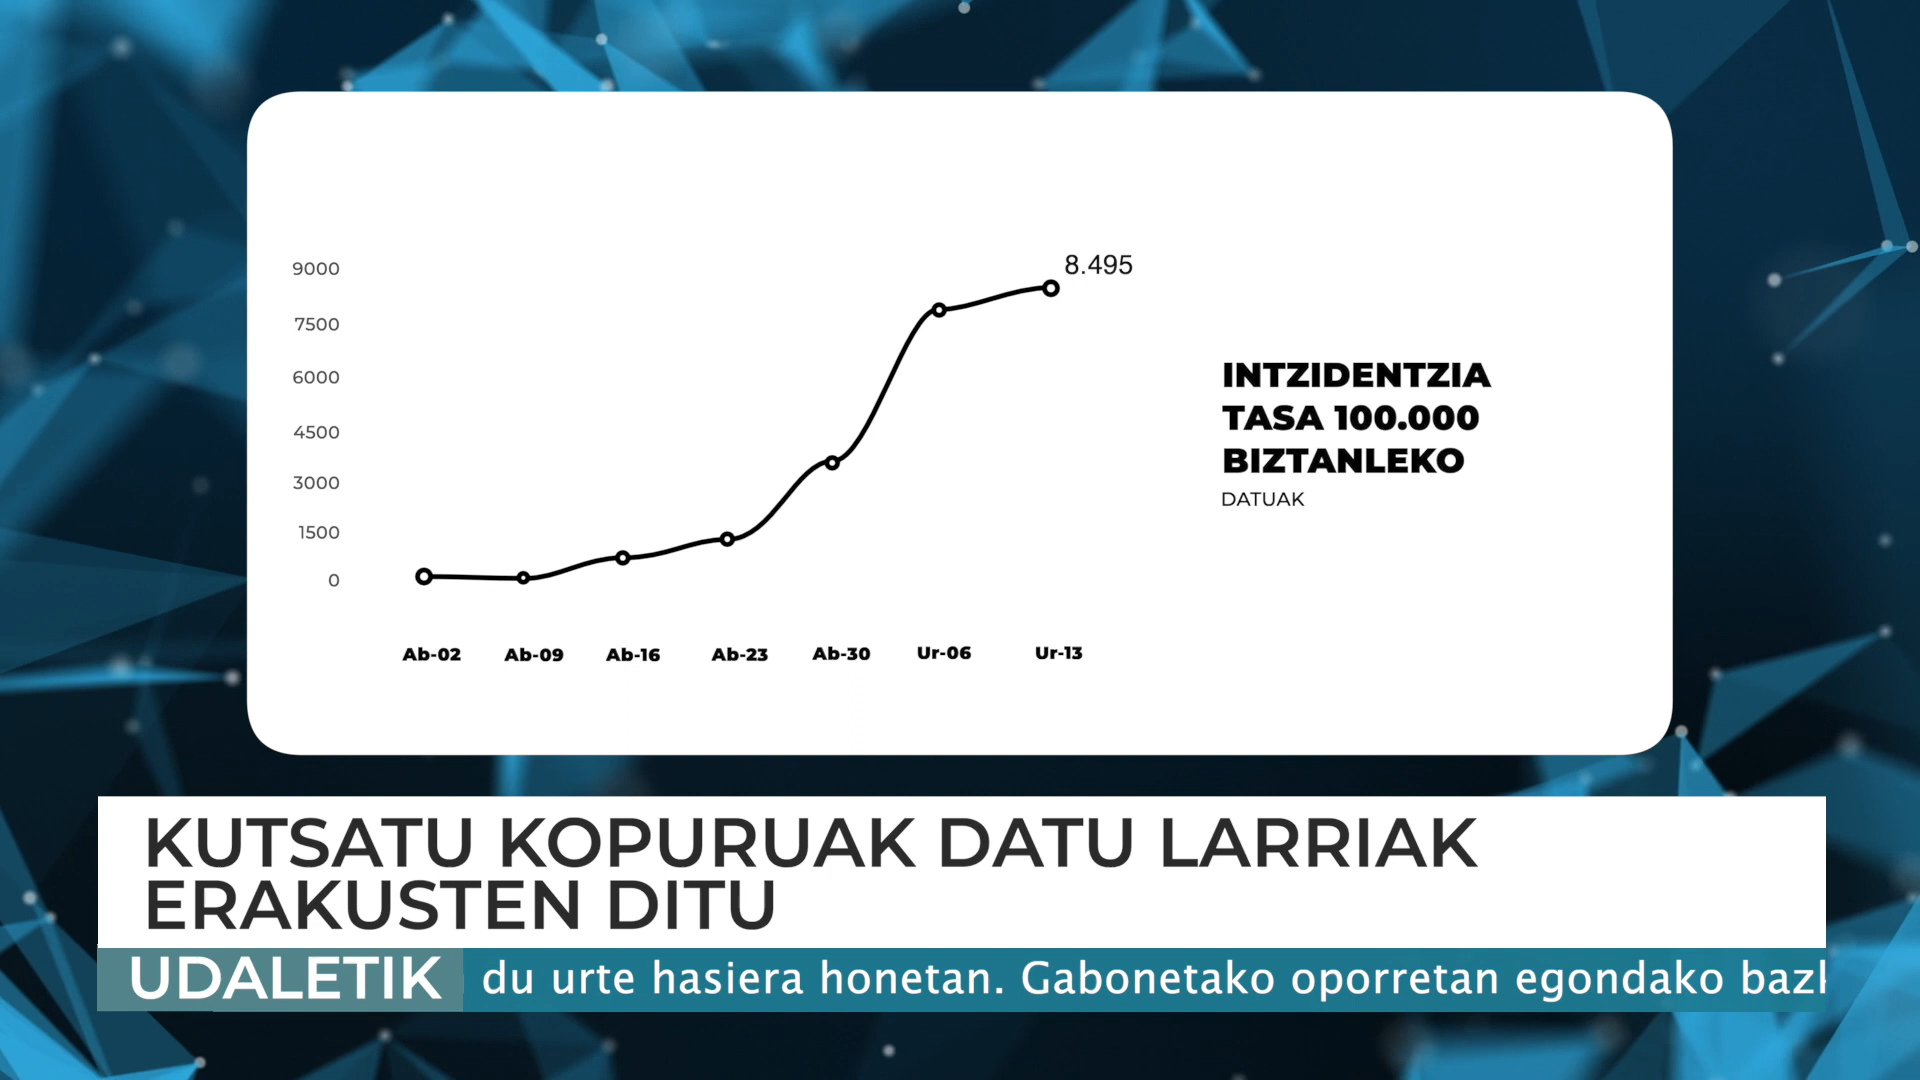 8.495
9000
7500
6000
4500
3000
1500
0
Ab-02 Ab-09 Ab-16 Ab-23 Ab-30 Ur-06 Ur-13
INTZIDENTZIA
TASA 100.000
BIZTANLEKO
DATUAK
KUTSATU KOPURUAK DATU LARRIAK
ERAKUSTEN DITU
UDALETIK du urte hasiera honetan. Gabonetako oporretan egondako